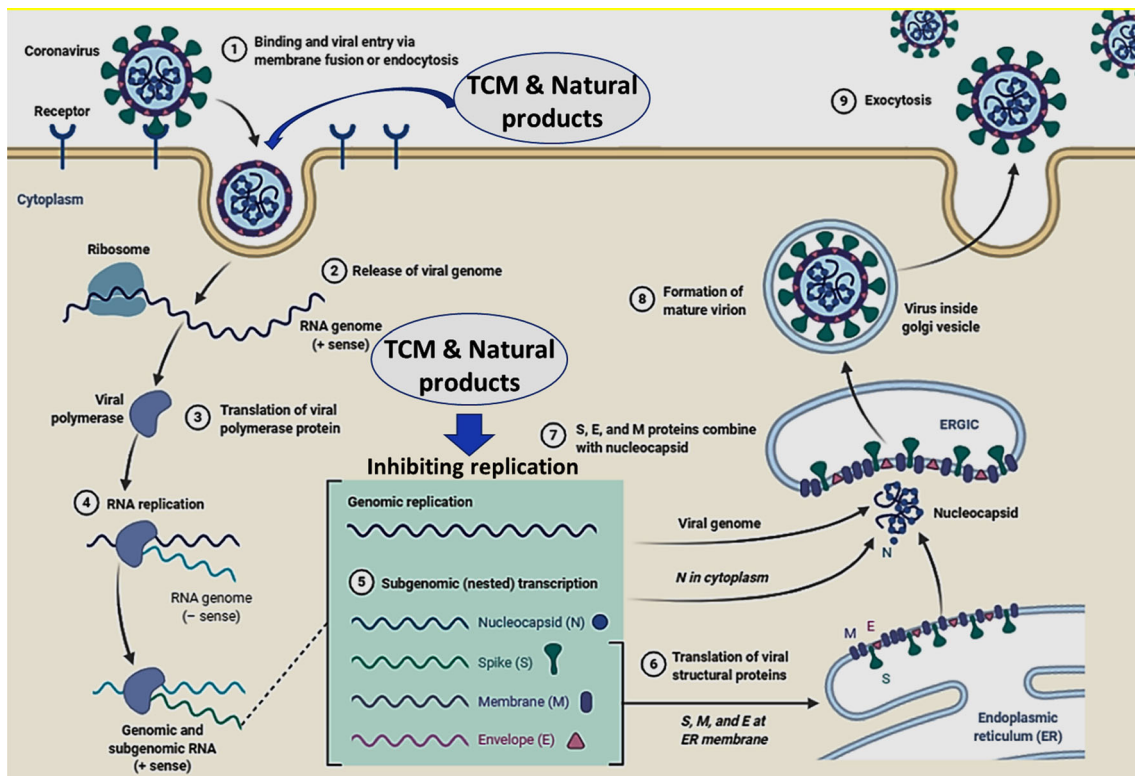 Coronavirus
1 Binding and viral entry via
membrane fusion or endocytosis
TCM & Natural
products
Receptor
Cytoplasm
Ribosome
2 Release of viral genome
RNA genome
(+ sense)
TCM & Natural
products
Viral
polymerase
3 Translation of viral
polymerase protein
4 RNA replication
RNA genome
(– sense)
Genomic and
subgenomic RNA
(+ sense)
Inhibiting replication
Genomic replication
5 Subgenomic (nested) transcription
Nucleocapsid (N)
Spike (S)
Membrane (M)
Envelope (E)
6 Translation of viral
structural proteins
S, M, and E at
ER membrane
Viral genome
N in cytoplasm
7 S, E, and M proteins combine
with nucleocapsid
ERGIC
Nucleocapsid
N
M
E
S
Endoplasmic
reticulum (ER)
8 Formation of
mature virion
Virus inside
golgi vesicle
9 Exocytosis